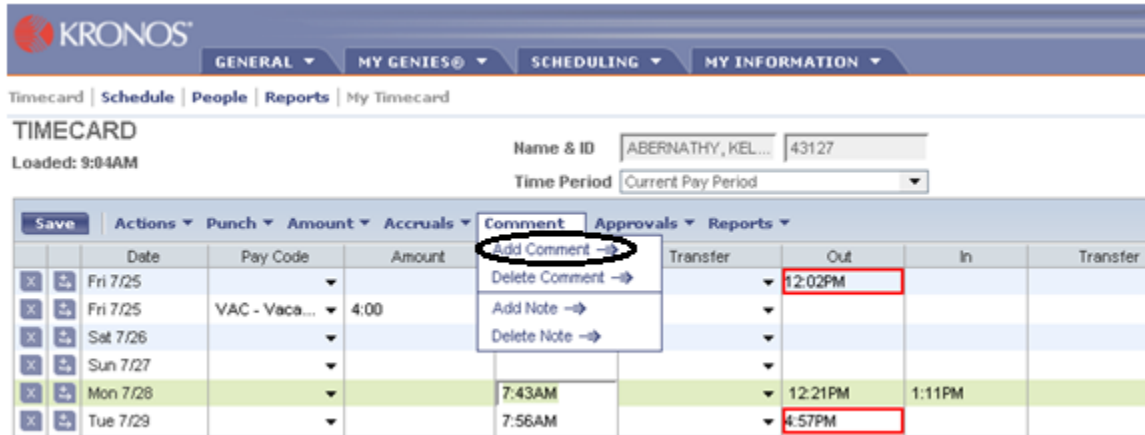 KRONOS®
GENERAL MY GENIES® SCHEDULING MY INFORMATION
Timecard | Schedule | People | Reports | My Timecard
TIMECARD
Loaded: 9:04AM
Name & ID ABERNATHY, KEL... 43127
Time Period Current Pay Period
Save Actions Punch Amount Accruals Comment Approvals Reports
Add Comment
Delete Comment
Add Note
Delete Note
Date Pay Code Amount Transfer Out In Transfer
Fri 7/25 12:02PM
Fri 7/25 VAC - Vaca... 4:00
Sat 7/26
Sun 7/27
Mon 7/28 7:43AM 12:21PM 1:11PM
Tue 7/29 7:56AM 4:57PM